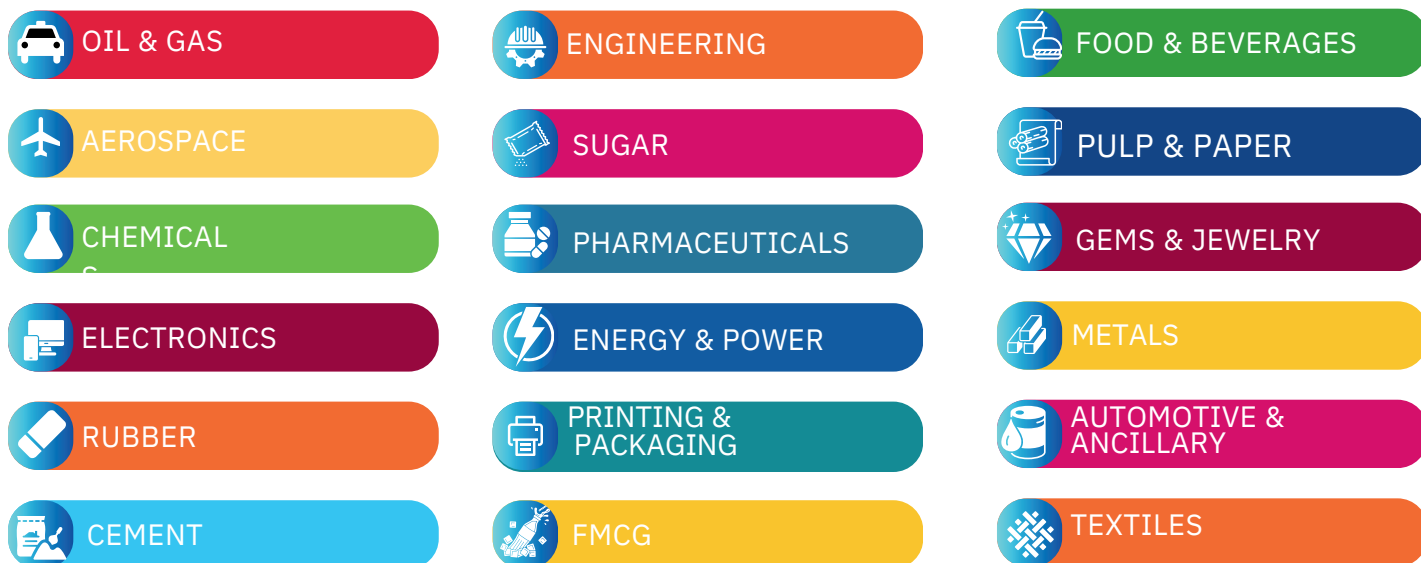 OIL & GAS
ENGINEERING
FOOD & BEVERAGES
AEROSPACE
SUGAR
PULP & PAPER
CHEMICAL
S
PHARMACEUTICALS
GEMS & JEWELRY
ELECTRONICS
ENERGY & POWER
METALS
RUBBER
PRINTING &
PACKAGING
AUTOMOTIVE &
ANCILLARY
CEMENT
FMCG
TEXTILES